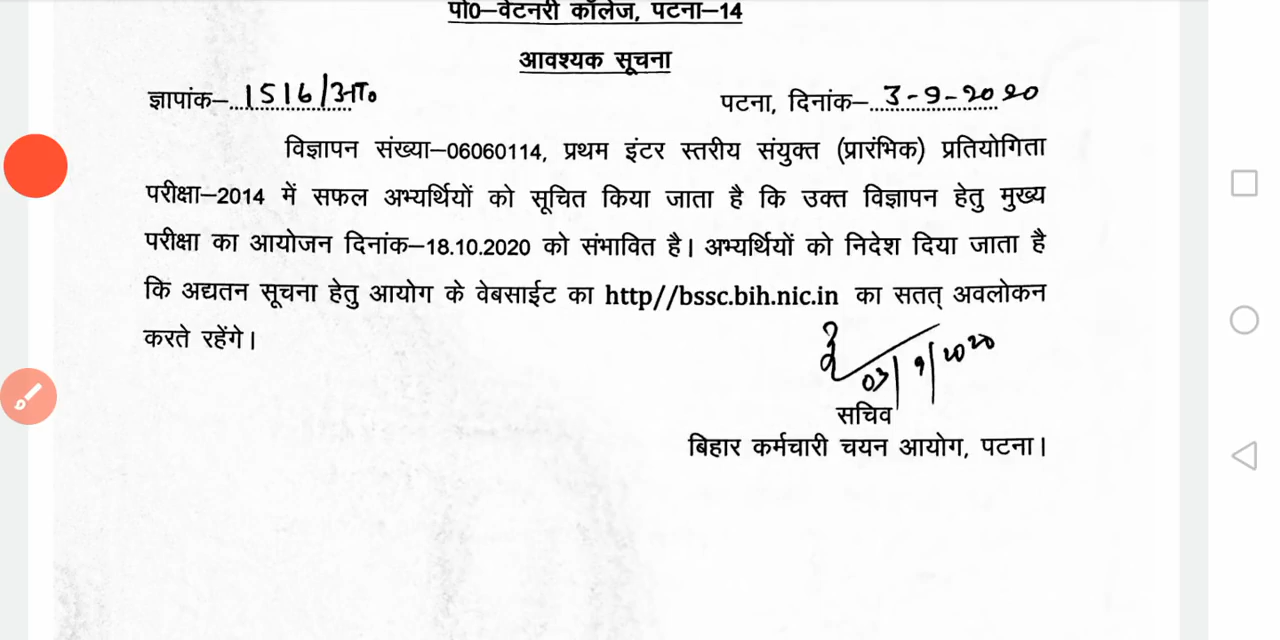 पो0–वेटनरी कॉलेज, पटना–14
आवश्यक सूचना
ज्ञापांक–...1516/आ० पटना, दिनांक–...3-9-2020
विज्ञापन संख्या–06060114, प्रथम इंटर स्तरीय संयुक्त (प्रारंभिक) प्रतियोगिता
परीक्षा–2014 में सफल अभ्यर्थियों को सूचित किया जाता है कि उक्त विज्ञापन हेतु मुख्य
परीक्षा का आयोजन दिनांक–18.10.2020 को संभावित है। अभ्यर्थियों को निदेश दिया जाता है
कि अद्यतन सूचना हेतु आयोग के वेबसाईट का http//bssc.bih.nic.in का सतत् अवलोकन
करते रहेंगे।
03/9/2020
सचिव
बिहार कर्मचारी चयन आयोग, पटना।